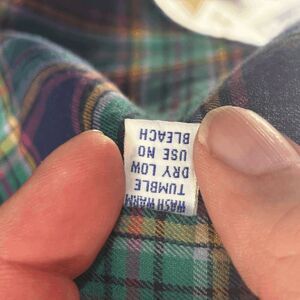 WASH WARM
TUMBLE
DRY LOW
USE NO
BLEACH